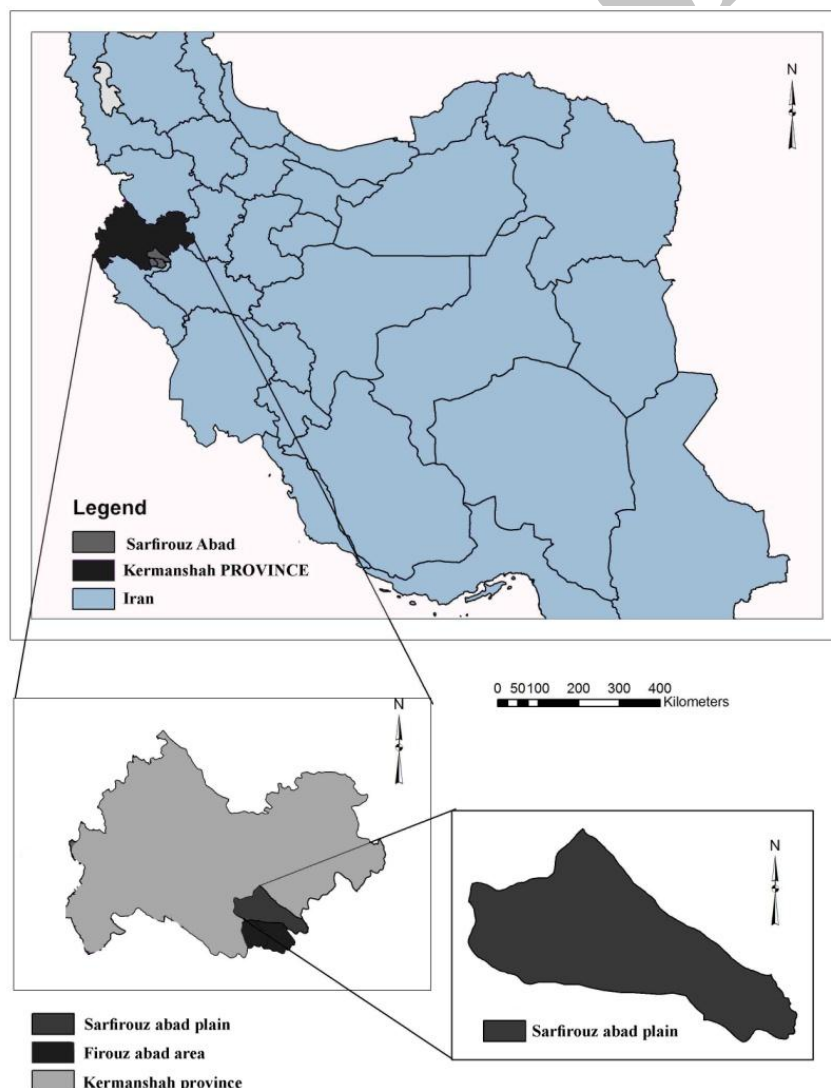 N
Legend
Sarfirouz Abad
Kermanshah PROVINCE
Iran
0 50100 200 300 400
Kilometers
N
N
Sarfirouz abad plain
Sarfirouz abad plain
Firouz abad area
Kermanshah province